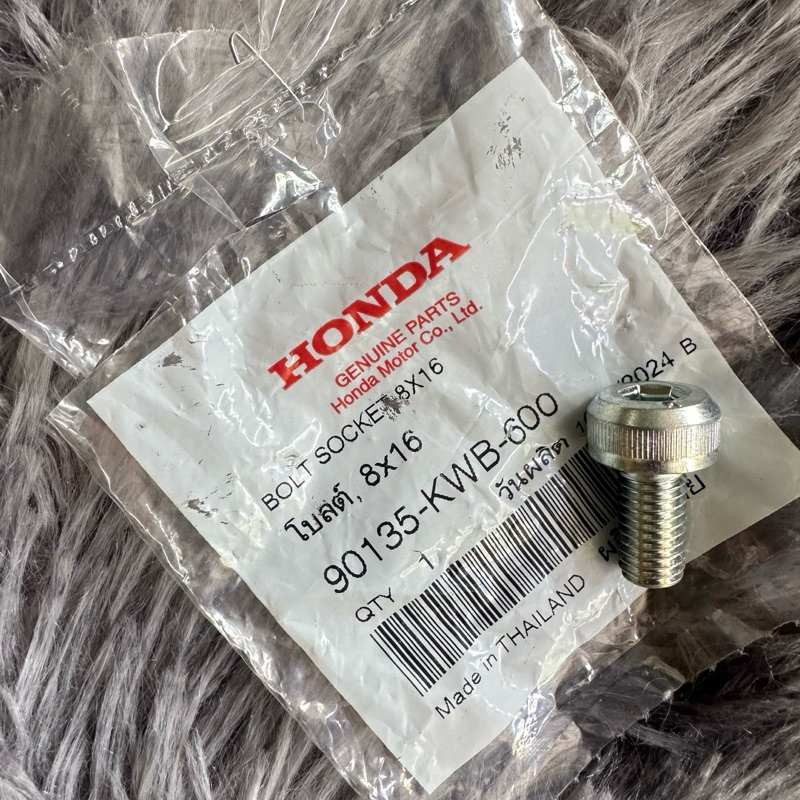 HONDA
GENUINE PARTS
Honda Motor Co., Ltd.
BOLT SOCKET 8X16
โบลต์, 8x16
90135-KWB-600
QTY 1 วันผลิต 2024 B
Made in THAILAND